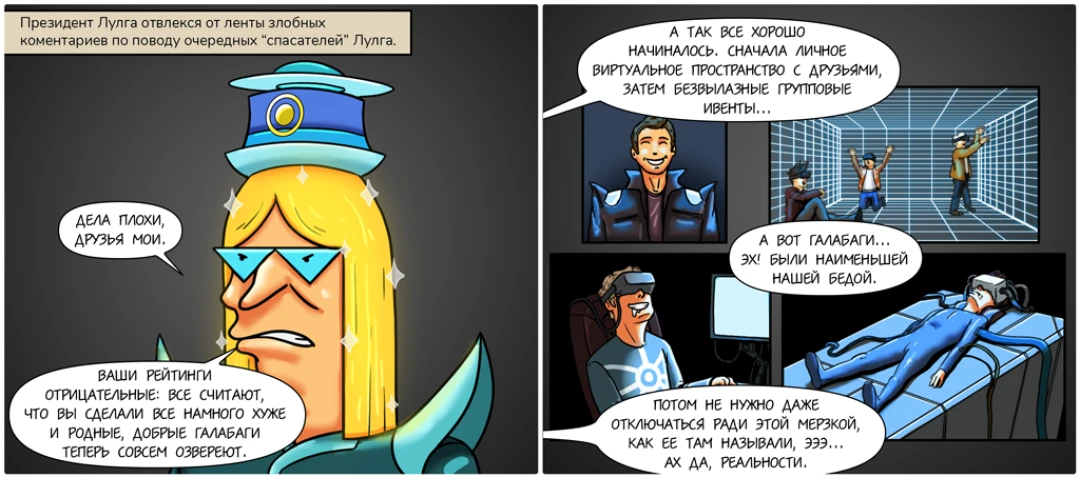 Президент Лулга отвлекся от ленты злобных
коментариев по поводу очередных “спасателей” Лулга.
ДЕЛА ПЛОХИ,
ДРУЗЬЯ МОИ.
ВАШИ РЕЙТИНГИ
ОТРИЦАТЕЛЬНЫЕ: ВСЕ СЧИТАЮТ,
ЧТО ВЫ СДЕЛАЛИ ВСЕ НАМНОГО ХУЖЕ
И РОДНЫЕ, ДОБРЫЕ ГАЛАБАГИ
ТЕПЕРЬ СОВСЕМ ОЗВЕРЕЮТ.
А ТАК ВСЕ ХОРОШО
НАЧИНАЛОСЬ. СНАЧАЛА ЛИЧНОЕ
ВИРТУАЛЬНОЕ ПРОСТРАНСТВО С ДРУЗЬЯМИ,
ЗАТЕМ БЕЗВЫЛАЗНЫЕ ГРУППОВЫЕ
ИВЕНТЫ...
А ВОТ ГАЛАБАГИ...
ЭХ! БЫЛИ НАИМЕНЬШЕЙ
НАШЕЙ БЕДОЙ.
ПОТОМ НЕ НУЖНО ДАЖЕ
ОТКЛЮЧАТЬСЯ РАДИ ЭТОЙ МЕРЗКОЙ,
КАК ЕЕ ТАМ НАЗЫВАЛИ, ЭЭЭ...
АХ ДА, РЕАЛЬНОСТИ.